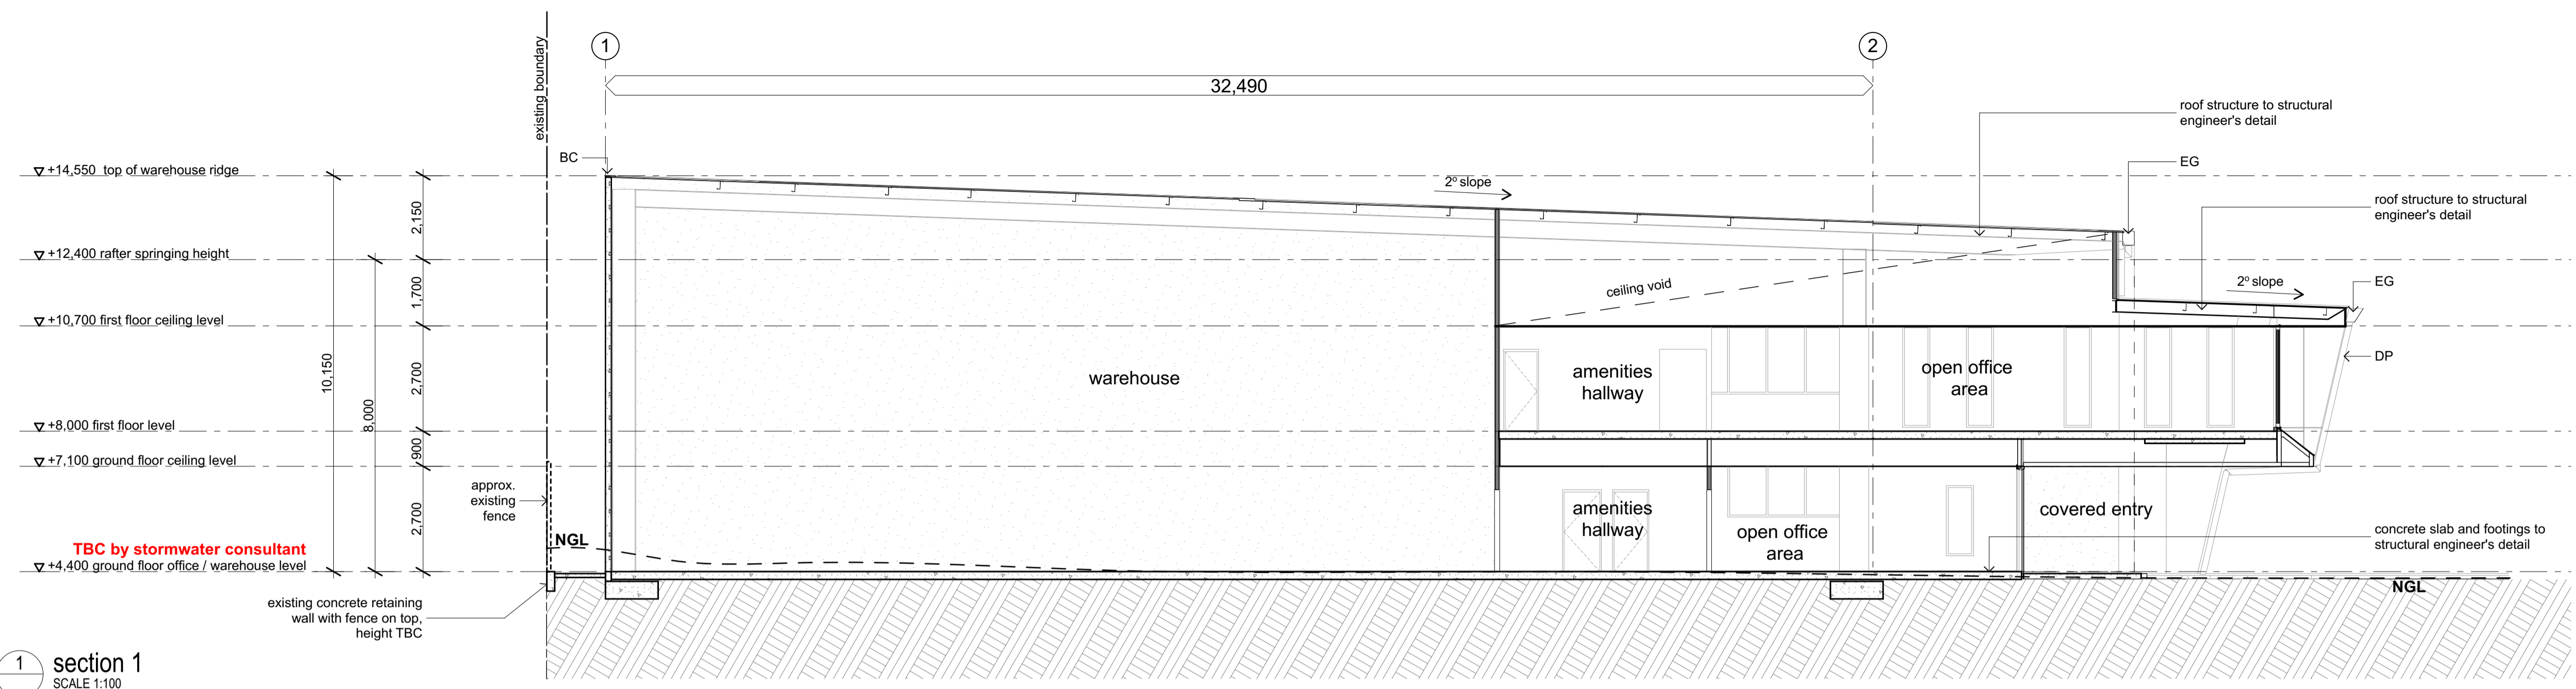 existing boundary
1
2
32,490
roof structure to structural
engineer's detail
BC
EG
+14,550 top of warehouse ridge
2º slope
roof structure to structural
engineer's detail
2,150
+12,400 rafter springing height
2º slope
EG
ceiling void
1,700
+10,700 first floor ceiling level
10,150
8,000
2,700
DP
warehouse
amenities
hallway
open office
area
+8,000 first floor level
900
+7,100 ground floor ceiling level
approx.
existing
fence
2,700
amenities
hallway
open office
area
covered entry
concrete slab and footings to
structural engineer's detail
NGL
TBC by stormwater consultant
+4,400 ground floor office / warehouse level
NGL
existing concrete retaining
wall with fence on top,
height TBC
1
section 1
SCALE 1:100